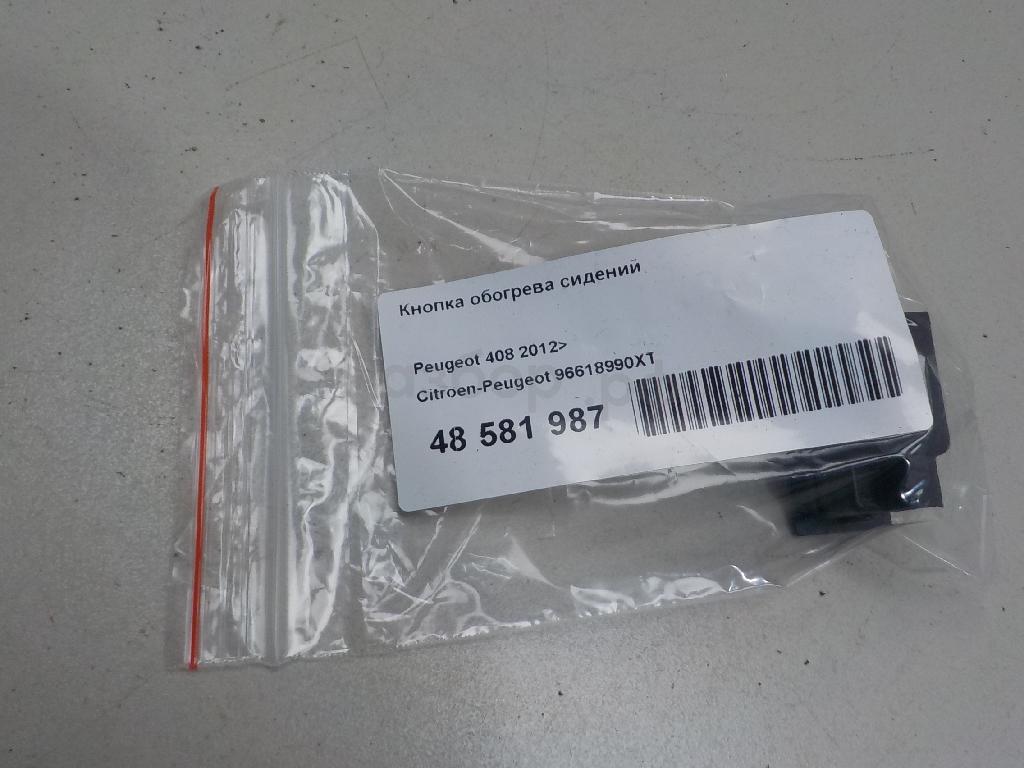 Кнопка обогрева сидений
Peugeot 408 2012>
Citroen-Peugeot 96618990XT
48 581 987